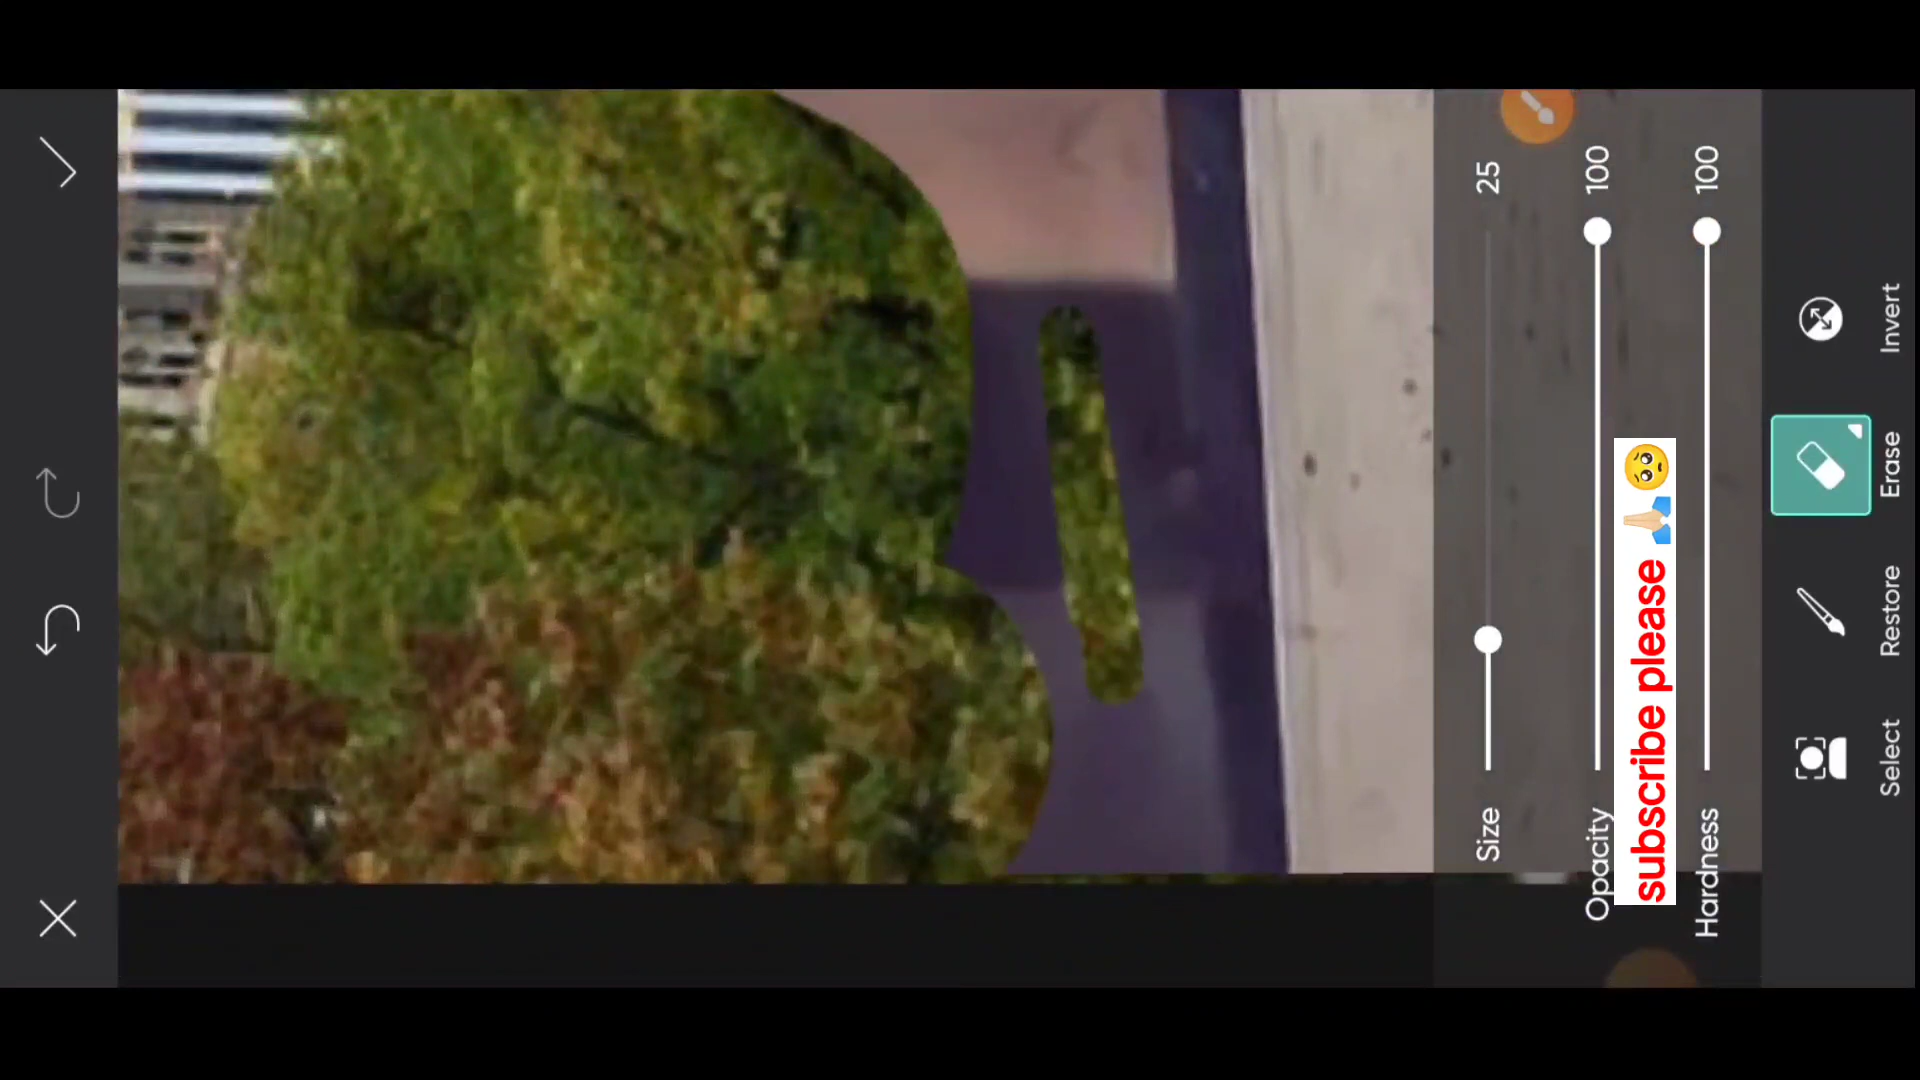 Size
25
Opacity
100
Hardness
100
subscribe please 🙏🏻🥺
Select
Restore
Erase
Invert